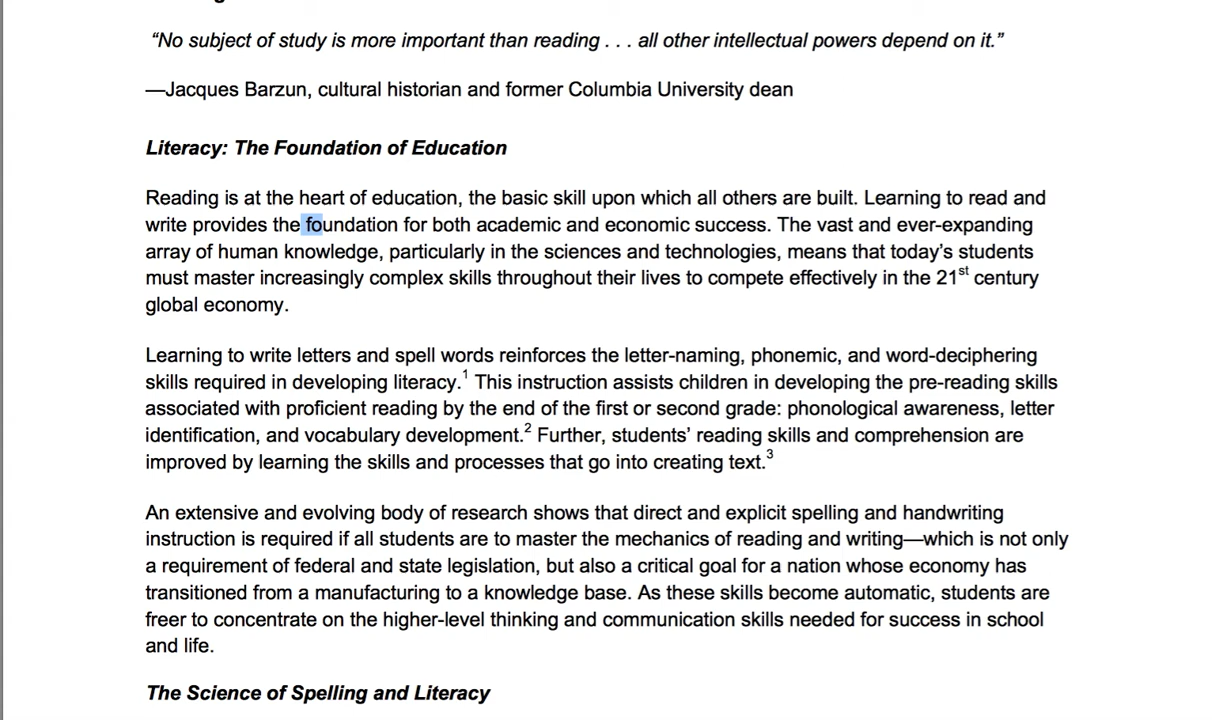 “No subject of study is more important than reading . . . all other intellectual powers depend on it.”
—Jacques Barzun, cultural historian and former Columbia University dean
Literacy: The Foundation of Education
Reading is at the heart of education, the basic skill upon which all others are built. Learning to read and
write provides the foundation for both academic and economic success. The vast and ever-expanding
array of human knowledge, particularly in the sciences and technologies, means that today’s students
must master increasingly complex skills throughout their lives to compete effectively in the 21st century
global economy.
Learning to write letters and spell words reinforces the letter-naming, phonemic, and word-deciphering
skills required in developing literacy.1 This instruction assists children in developing the pre-reading skills
associated with proficient reading by the end of the first or second grade: phonological awareness, letter
identification, and vocabulary development.2 Further, students’ reading skills and comprehension are
improved by learning the skills and processes that go into creating text.3
An extensive and evolving body of research shows that direct and explicit spelling and handwriting
instruction is required if all students are to master the mechanics of reading and writing—which is not only
a requirement of federal and state legislation, but also a critical goal for a nation whose economy has
transitioned from a manufacturing to a knowledge base. As these skills become automatic, students are
freer to concentrate on the higher-level thinking and communication skills needed for success in school
and life.
The Science of Spelling and Literacy